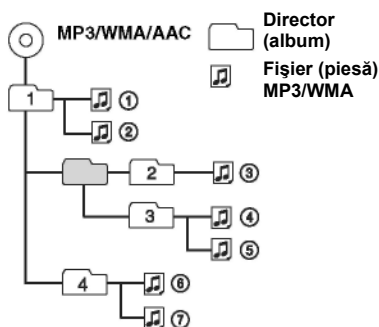 MP3/WMA/AAC
Director
(album)
Fişier (piesă)
MP3/WMA
1
①
②
2
③
3
④
⑤
4
⑥
⑦